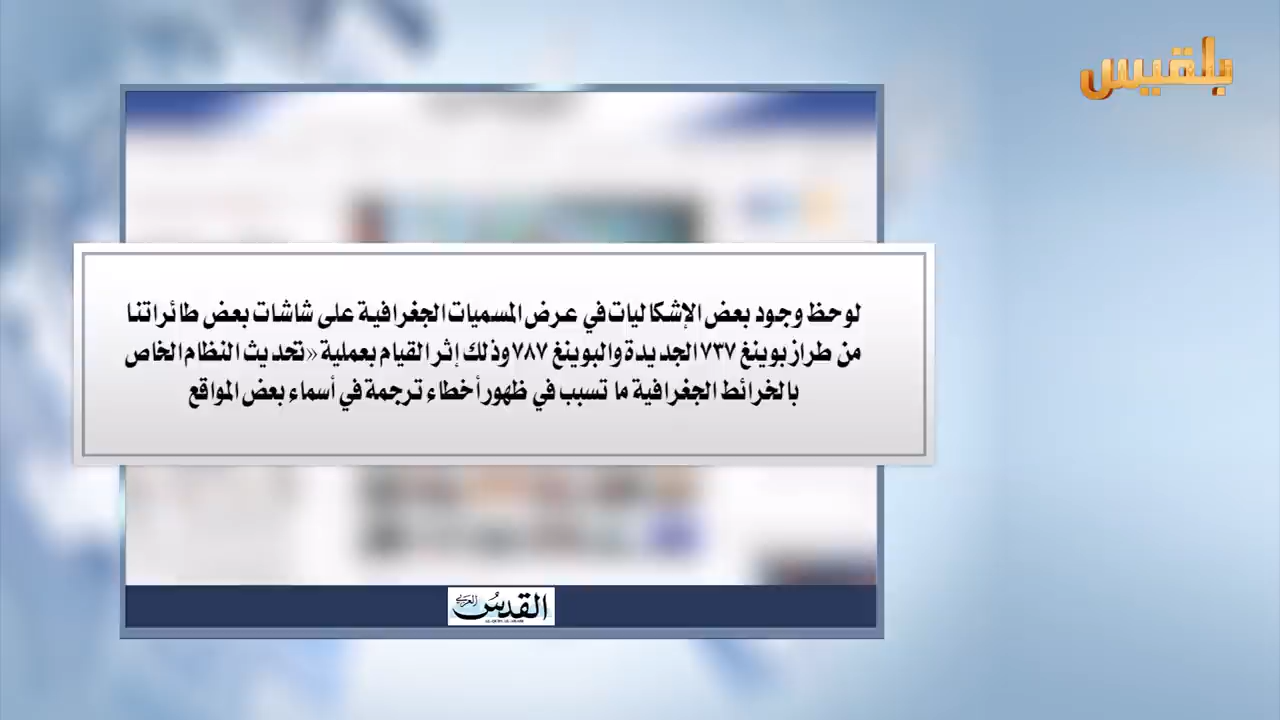 بلقيس
لوحظ وجود بعض الإشكاليات في عرض المسميات الجغرافية على شاشات بعض طائراتنا
من طراز بوينغ ٧٣٧ الجديدة والبوينغ ٧٨٧ وذلك إثر القيام بعملية «تحديث النظام الخاص
بالخرائط الجغرافية ما تسبب في ظهور أخطاء ترجمة في أسماء بعض المواقع
القدس العربي